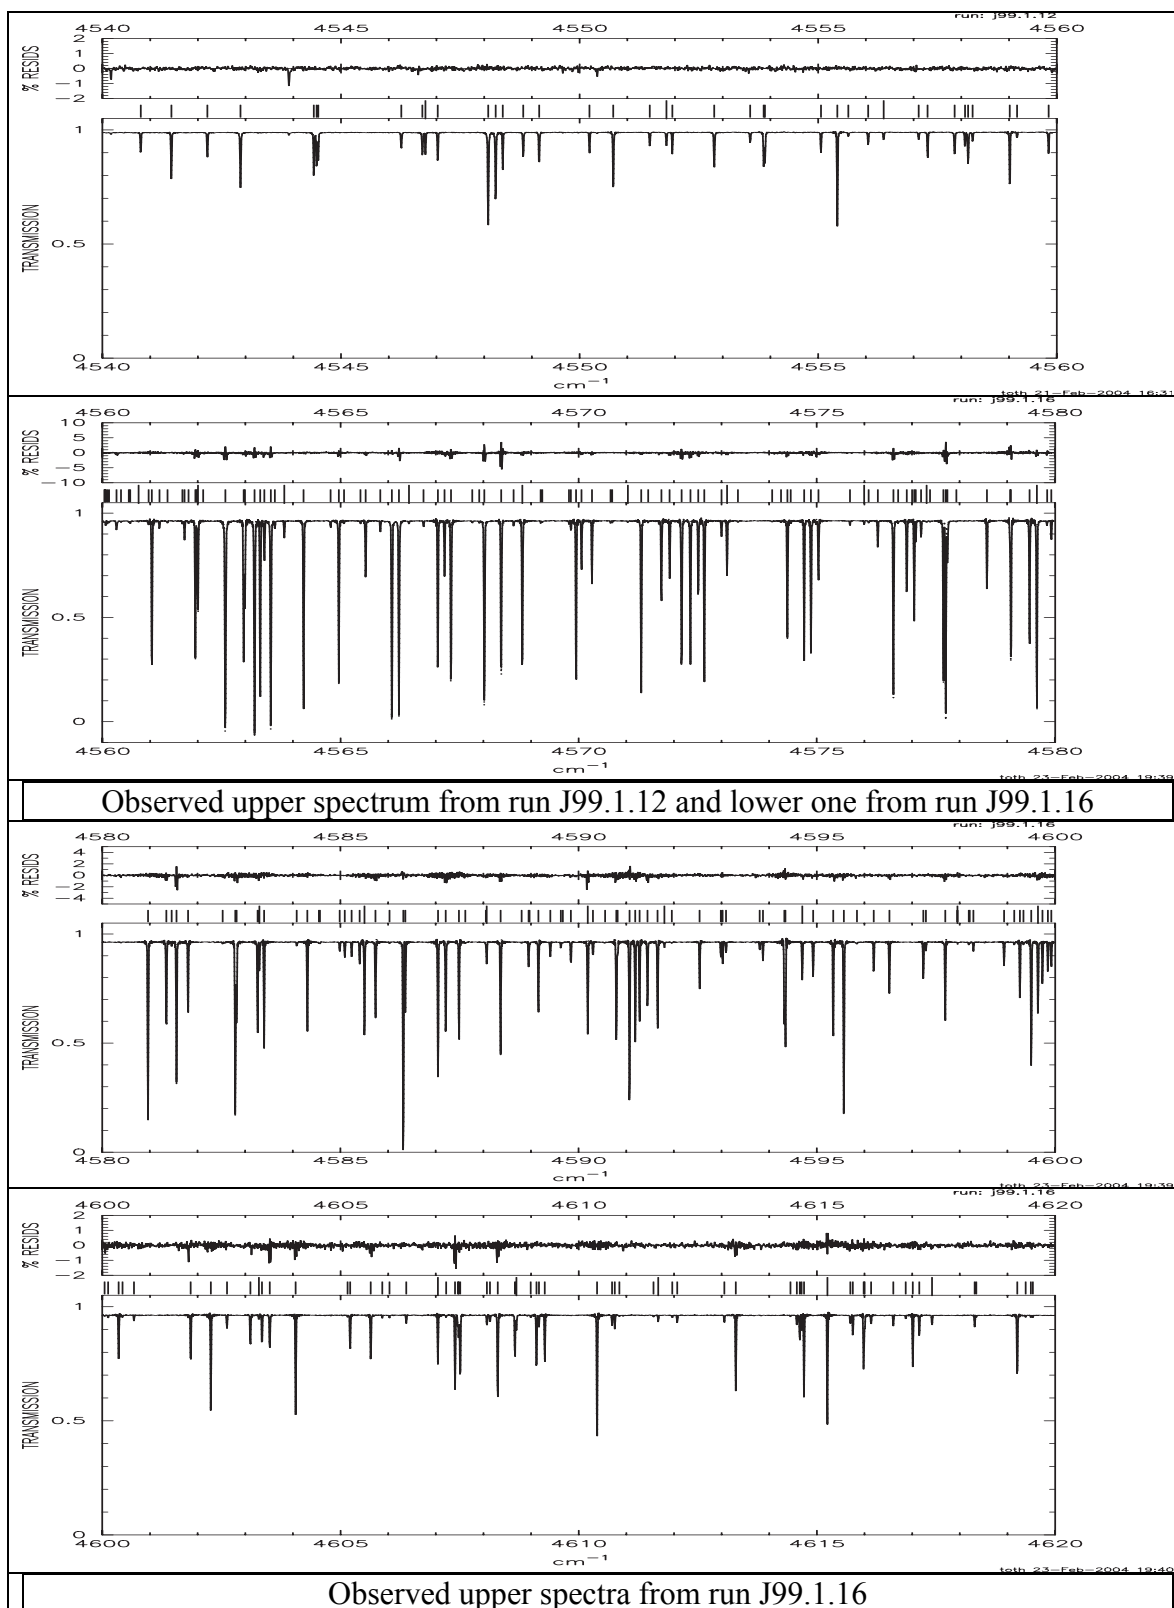 run: j99.1.12
4540 4545 4550 4555 4560
2
1
0
−1
−2
% RESIDS
1
0.5
0
TRANSMISSION
4540 4545 4550 4555 4560
cm−1
toth 21-Feb-2004 16:31
run: j99.1.16
4560 4565 4570 4575 4580
10
5
0
−5
−10
% RESIDS
1
0.5
0
TRANSMISSION
4560 4565 4570 4575 4580
cm−1
toth 23-Feb-2004 19:39
Observed upper spectrum from run J99.1.12 and lower one from run J99.1.16
run: j99.1.16
4580 4585 4590 4595 4600
4
2
0
−2
−4
% RESIDS
1
0.5
0
TRANSMISSION
4580 4585 4590 4595 4600
cm−1
toth 23-Feb-2004 19:39
run: j99.1.16
4600 4605 4610 4615 4620
2
1
0
−1
−2
% RESIDS
1
0.5
0
TRANSMISSION
4600 4605 4610 4615 4620
cm−1
toth 23-Feb-2004 19:40
Observed upper spectra from run J99.1.16